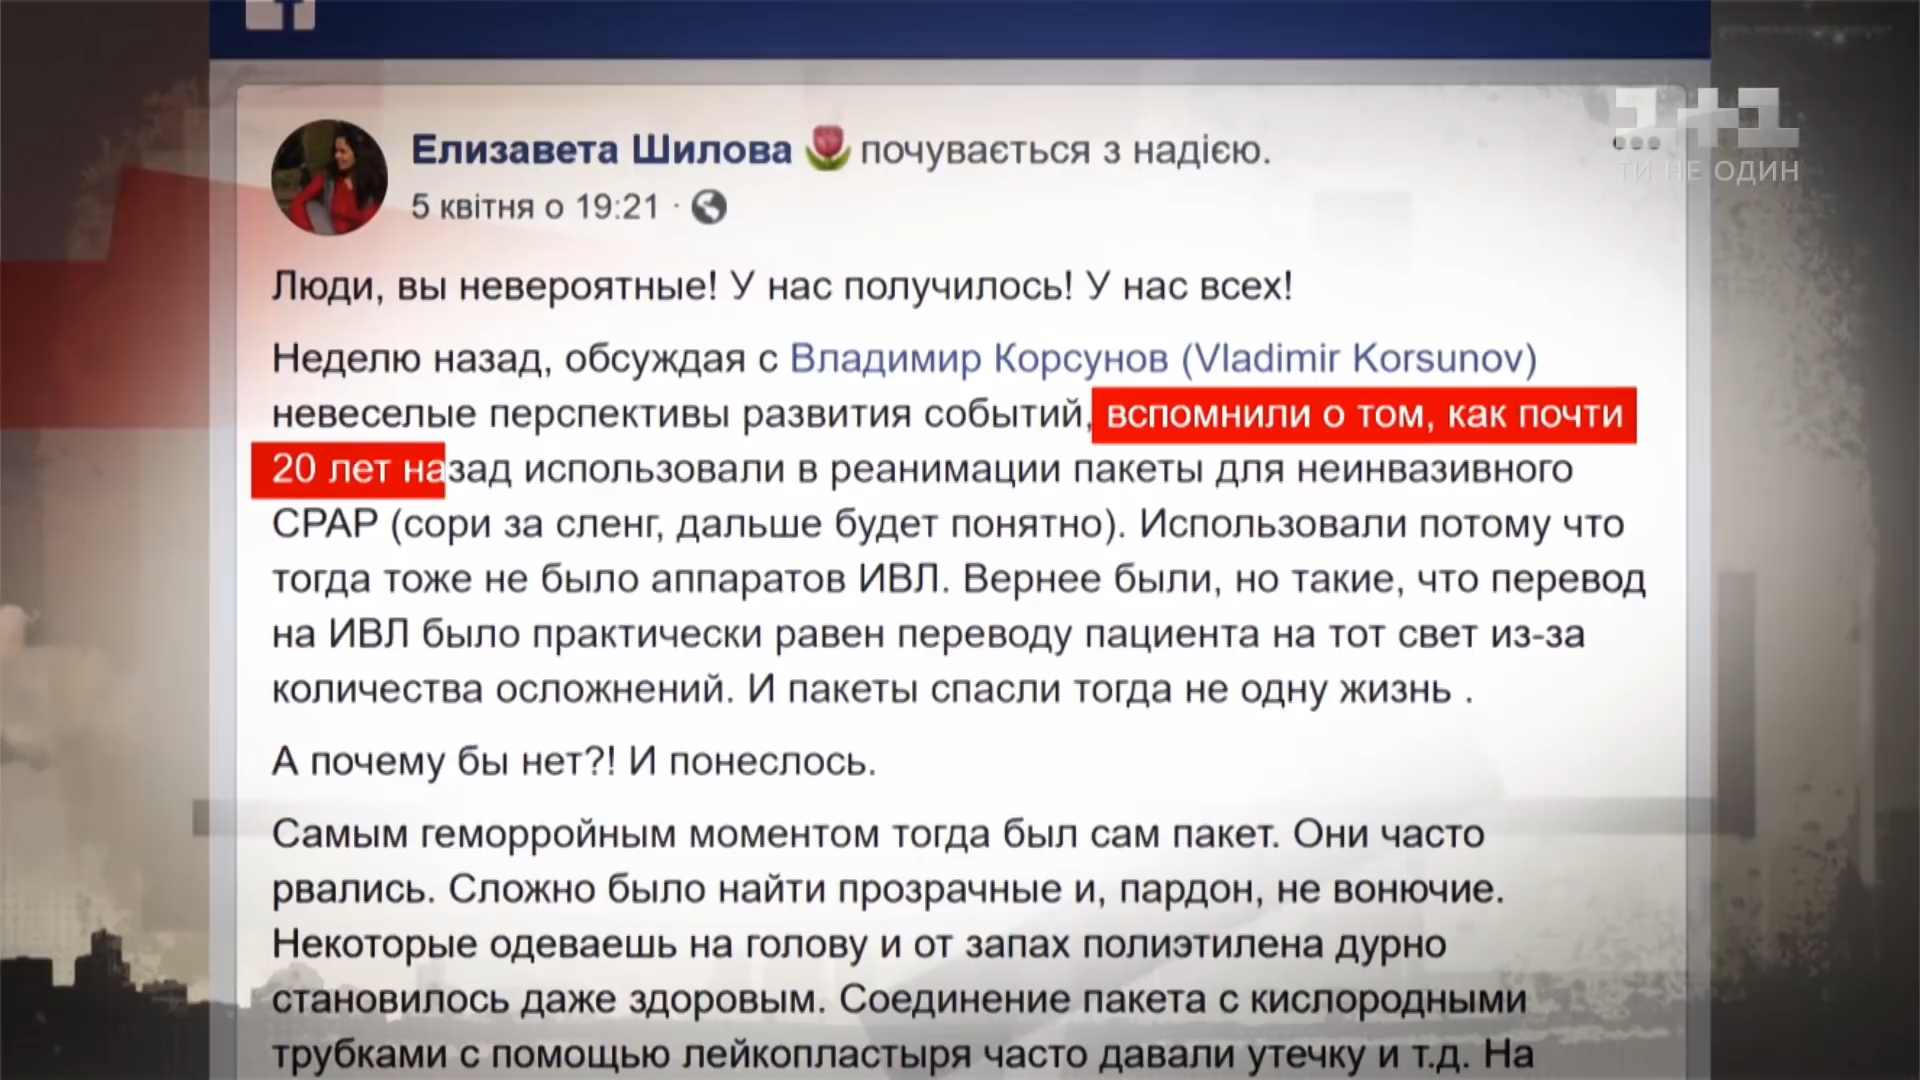 1+1
ТИ НЕ ОДИН
Елизавета Шилова 🌷 почувається з надією.
5 квітня о 19:21 ·
Люди, вы невероятные! У нас получилось! У нас всех!
Неделю назад, обсуждая с Владимир Корсунов (Vladimir Korsunov)
невеселые перспективы развития событий, вспомнили о том, как почти
20 лет назад использовали в реанимации пакеты для неинвазивного
СРАР (сори за сленг, дальше будет понятно). Использовали потому что
тогда тоже не было аппаратов ИВЛ. Вернее были, но такие, что перевод
на ИВЛ было практически равен переводу пациента на тот свет из-за
количества осложнений. И пакеты спасли тогда не одну жизнь .
А почему бы нет?! И понеслось.
Самым геморройным моментом тогда был сам пакет. Они часто
рвались. Сложно было найти прозрачные и, пардон, не вонючие.
Некоторые одеваешь на голову и от запах полиэтилена дурно
становилось даже здоровым. Соединение пакета с кислородными
трубками с помощью лейкопластыря часто давали утечку и т.д. На